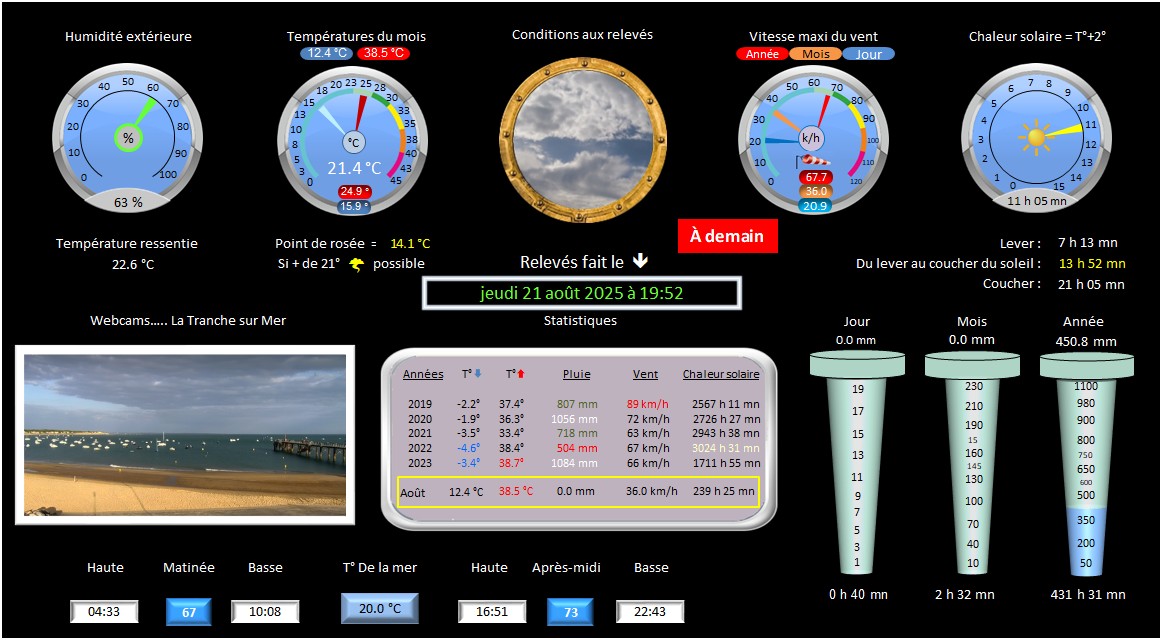 Humidité extérieure
Températures du mois
12.4 °C 38.5 °C
Conditions aux relevés
Vitesse maxi du vent
Année Mois Jour
Chaleur solaire = T°+2°
0 10 20 30 40 50 60 70 80 90 100
%
63 %
0 3 5 8 10 13 15 18 20 23 25 28 30 33 35 38 40 43 45
°C
21.4 °C
24.9 °
15.9 °
0 10 20 30 40 50 60 70 80 90 100 110 120
k/h
67.7
36.0
20.9
0 1 2 3 4 5 6 7 8 9 10 11 12 13 14 15
11 h 05 mn
À demain
Température ressentie
22.6 °C
Point de rosée = 14.1 °C
Si + de 21° possible
Relevés fait le
jeudi 21 août 2025 à 19:52
Lever : 7 h 13 mn
Du lever au coucher du soleil : 13 h 52 mn
Coucher : 21 h 05 mn
Webcams….. La Tranche sur Mer
Statistiques
Années T° T° Pluie Vent Chaleur solaire
2019 -2.2° 37.4° 807 mm 89 km/h 2567 h 11 mn
2020 -1.9° 36.3° 1056 mm 72 km/h 2726 h 27 mn
2021 -3.5° 33.4° 718 mm 63 km/h 2943 h 38 mn
2022 -4.6° 38.4° 504 mm 67 km/h 3024 h 31 mn
2023 -3.4° 38.7° 1084 mm 66 km/h 1711 h 55 mn
Août 12.4 °C 38.5 °C 0.0 mm 36.0 km/h 239 h 25 mn
Jour
0.0 mm
19
17
15
13
11
9
7
5
3
1
0 h 40 mn
Mois
0.0 mm
230
210
190
15
160
145
130
100
70
40
10
2 h 32 mn
Année
450.8 mm
1100
980
900
800
750
650
600
500
350
200
50
431 h 31 mn
Haute Matinée Basse
04:33 67 10:08
T° De la mer
20.0 °C
Haute Après-midi Basse
16:51 73 22:43